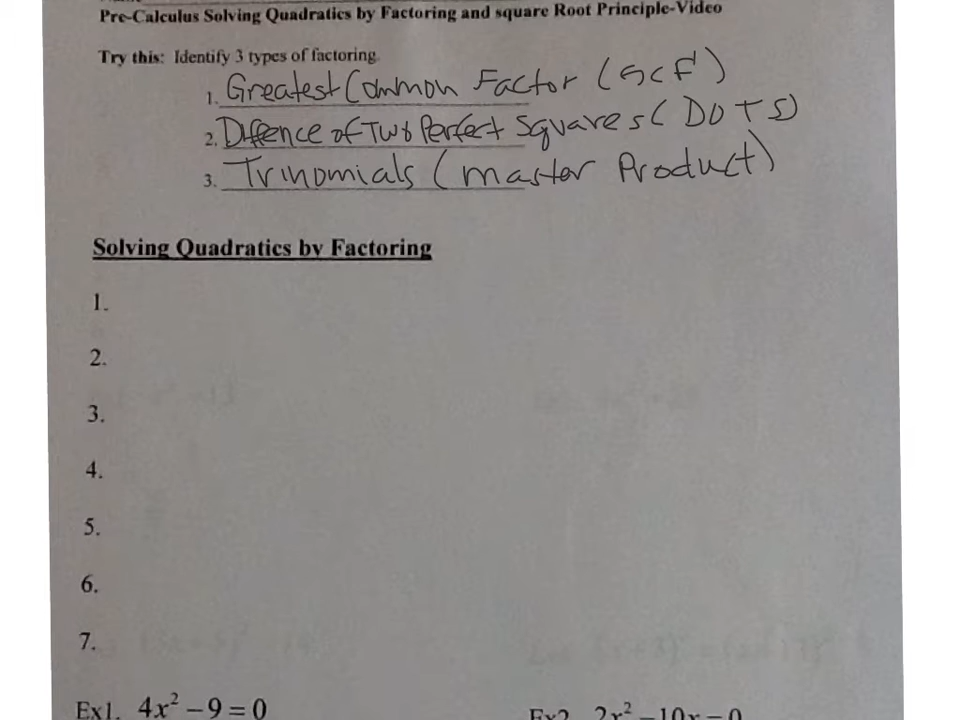 Pre-Calculus Solving Quadratics by Factoring and square Root Principle-Video
Try this: Identify 3 types of factoring.
1. Greatest Common Factor (GCF)
2. Diffence of Two Perfect Squares (DOTS)
3. Trinomials (master Product)
Solving Quadratics by Factoring
1.
2.
3.
4.
5.
6.
7.
Ex1. 4x² − 9 = 0
Ex2. 2x² − 10x = 0